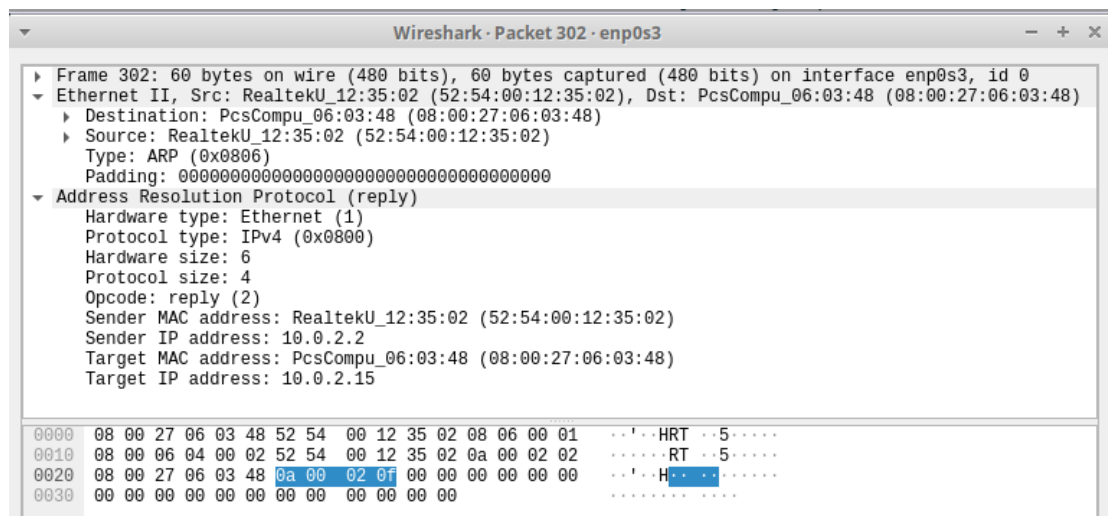 Wireshark · Packet 302 · enp0s3
Frame 302: 60 bytes on wire (480 bits), 60 bytes captured (480 bits) on interface enp0s3, id 0
Ethernet II, Src: RealtekU_12:35:02 (52:54:00:12:35:02), Dst: PcsCompu_06:03:48 (08:00:27:06:03:48)
Destination: PcsCompu_06:03:48 (08:00:27:06:03:48)
Source: RealtekU_12:35:02 (52:54:00:12:35:02)
Type: ARP (0x0806)
Padding: 000000000000000000000000000000000000
Address Resolution Protocol (reply)
Hardware type: Ethernet (1)
Protocol type: IPv4 (0x0800)
Hardware size: 6
Protocol size: 4
Opcode: reply (2)
Sender MAC address: RealtekU_12:35:02 (52:54:00:12:35:02)
Sender IP address: 10.0.2.2
Target MAC address: PcsCompu_06:03:48 (08:00:27:06:03:48)
Target IP address: 10.0.2.15
0000 08 00 27 06 03 48 52 54 00 12 35 02 08 06 00 01 ··'··HRT ··5·····
0010 08 00 06 04 00 02 52 54 00 12 35 02 0a 00 02 02 ······RT ··5·····
0020 08 00 27 06 03 48 0a 00 02 0f 00 00 00 00 00 00 ··'··H·· ········
0030 00 00 00 00 00 00 00 00 00 00 00 00 ········ ····